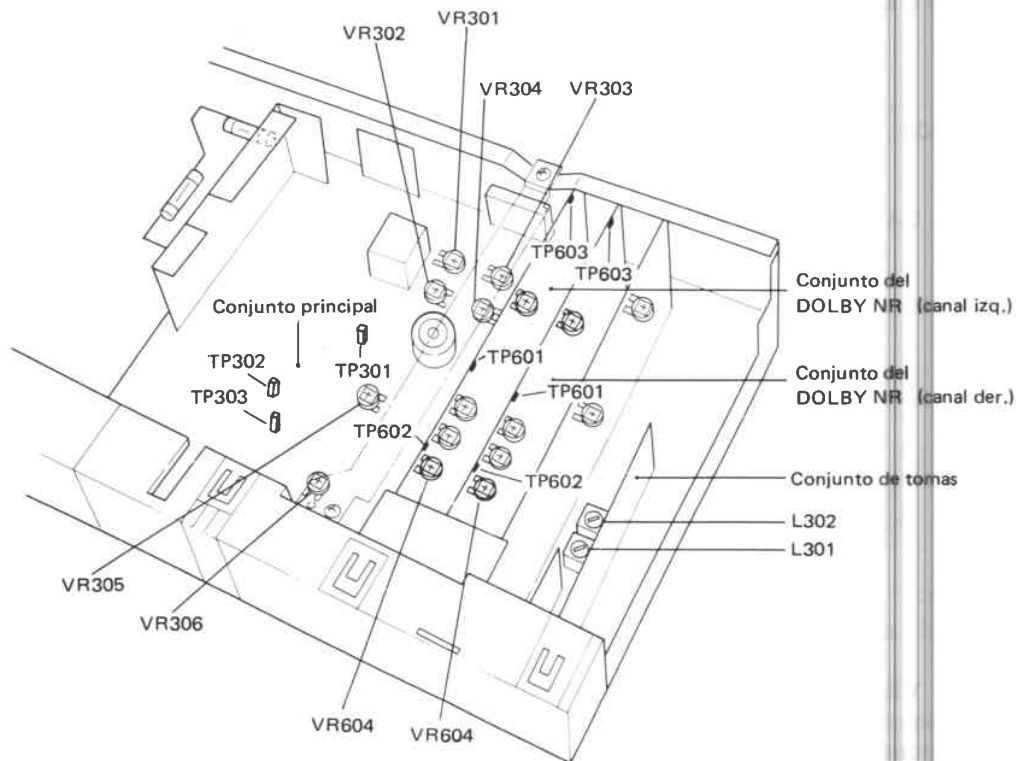 VR301
VR302
VR304
VR303
TP603
TP603
Conjunto del
DOLBY NR (canal izq.)
Conjunto principal
TP302
TP301
TP303
TP601
TP601
Conjunto del
DOLBY NR (canal der.)
TP602
TP602
Conjunto de tomas
L302
L301
VR305
VR306
VR604
VR604